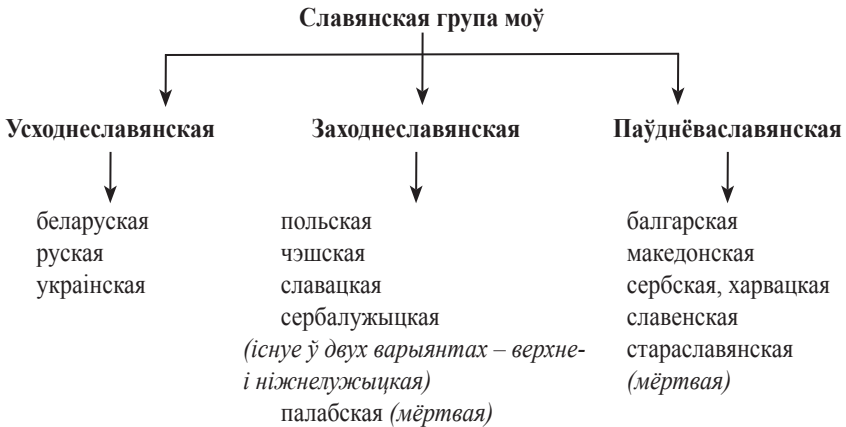 Славянская група моў
Усходнеславянская
беларуская
руская
украінская
Заходнеславянская
польская
чэшская
славацкая
сербалужыцкая
(існуе ў двух варыянтах – верхне-
і ніжнелужыцкая)
палабская (мёртвая)
Паўднёваславянская
балгарская
македонская
сербская, харвацкая
славенская
стараславянская
(мёртвая)